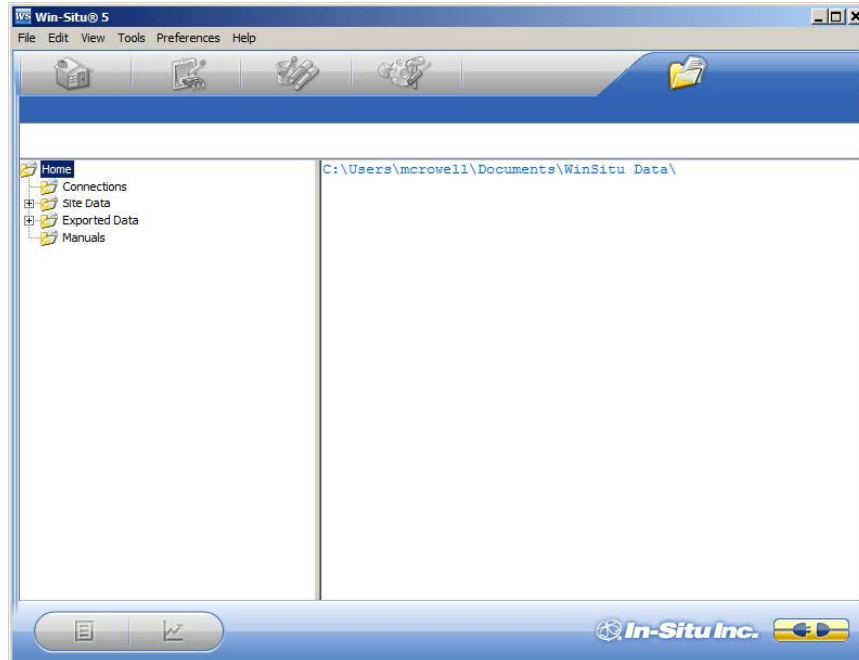 WS Win-Situ® 5
File Edit View Tools Preferences Help
Home
Connections
Site Data
Exported Data
Manuals
C:\Users\mcrowell\Documents\WinSitu Data\
In-Situ Inc.